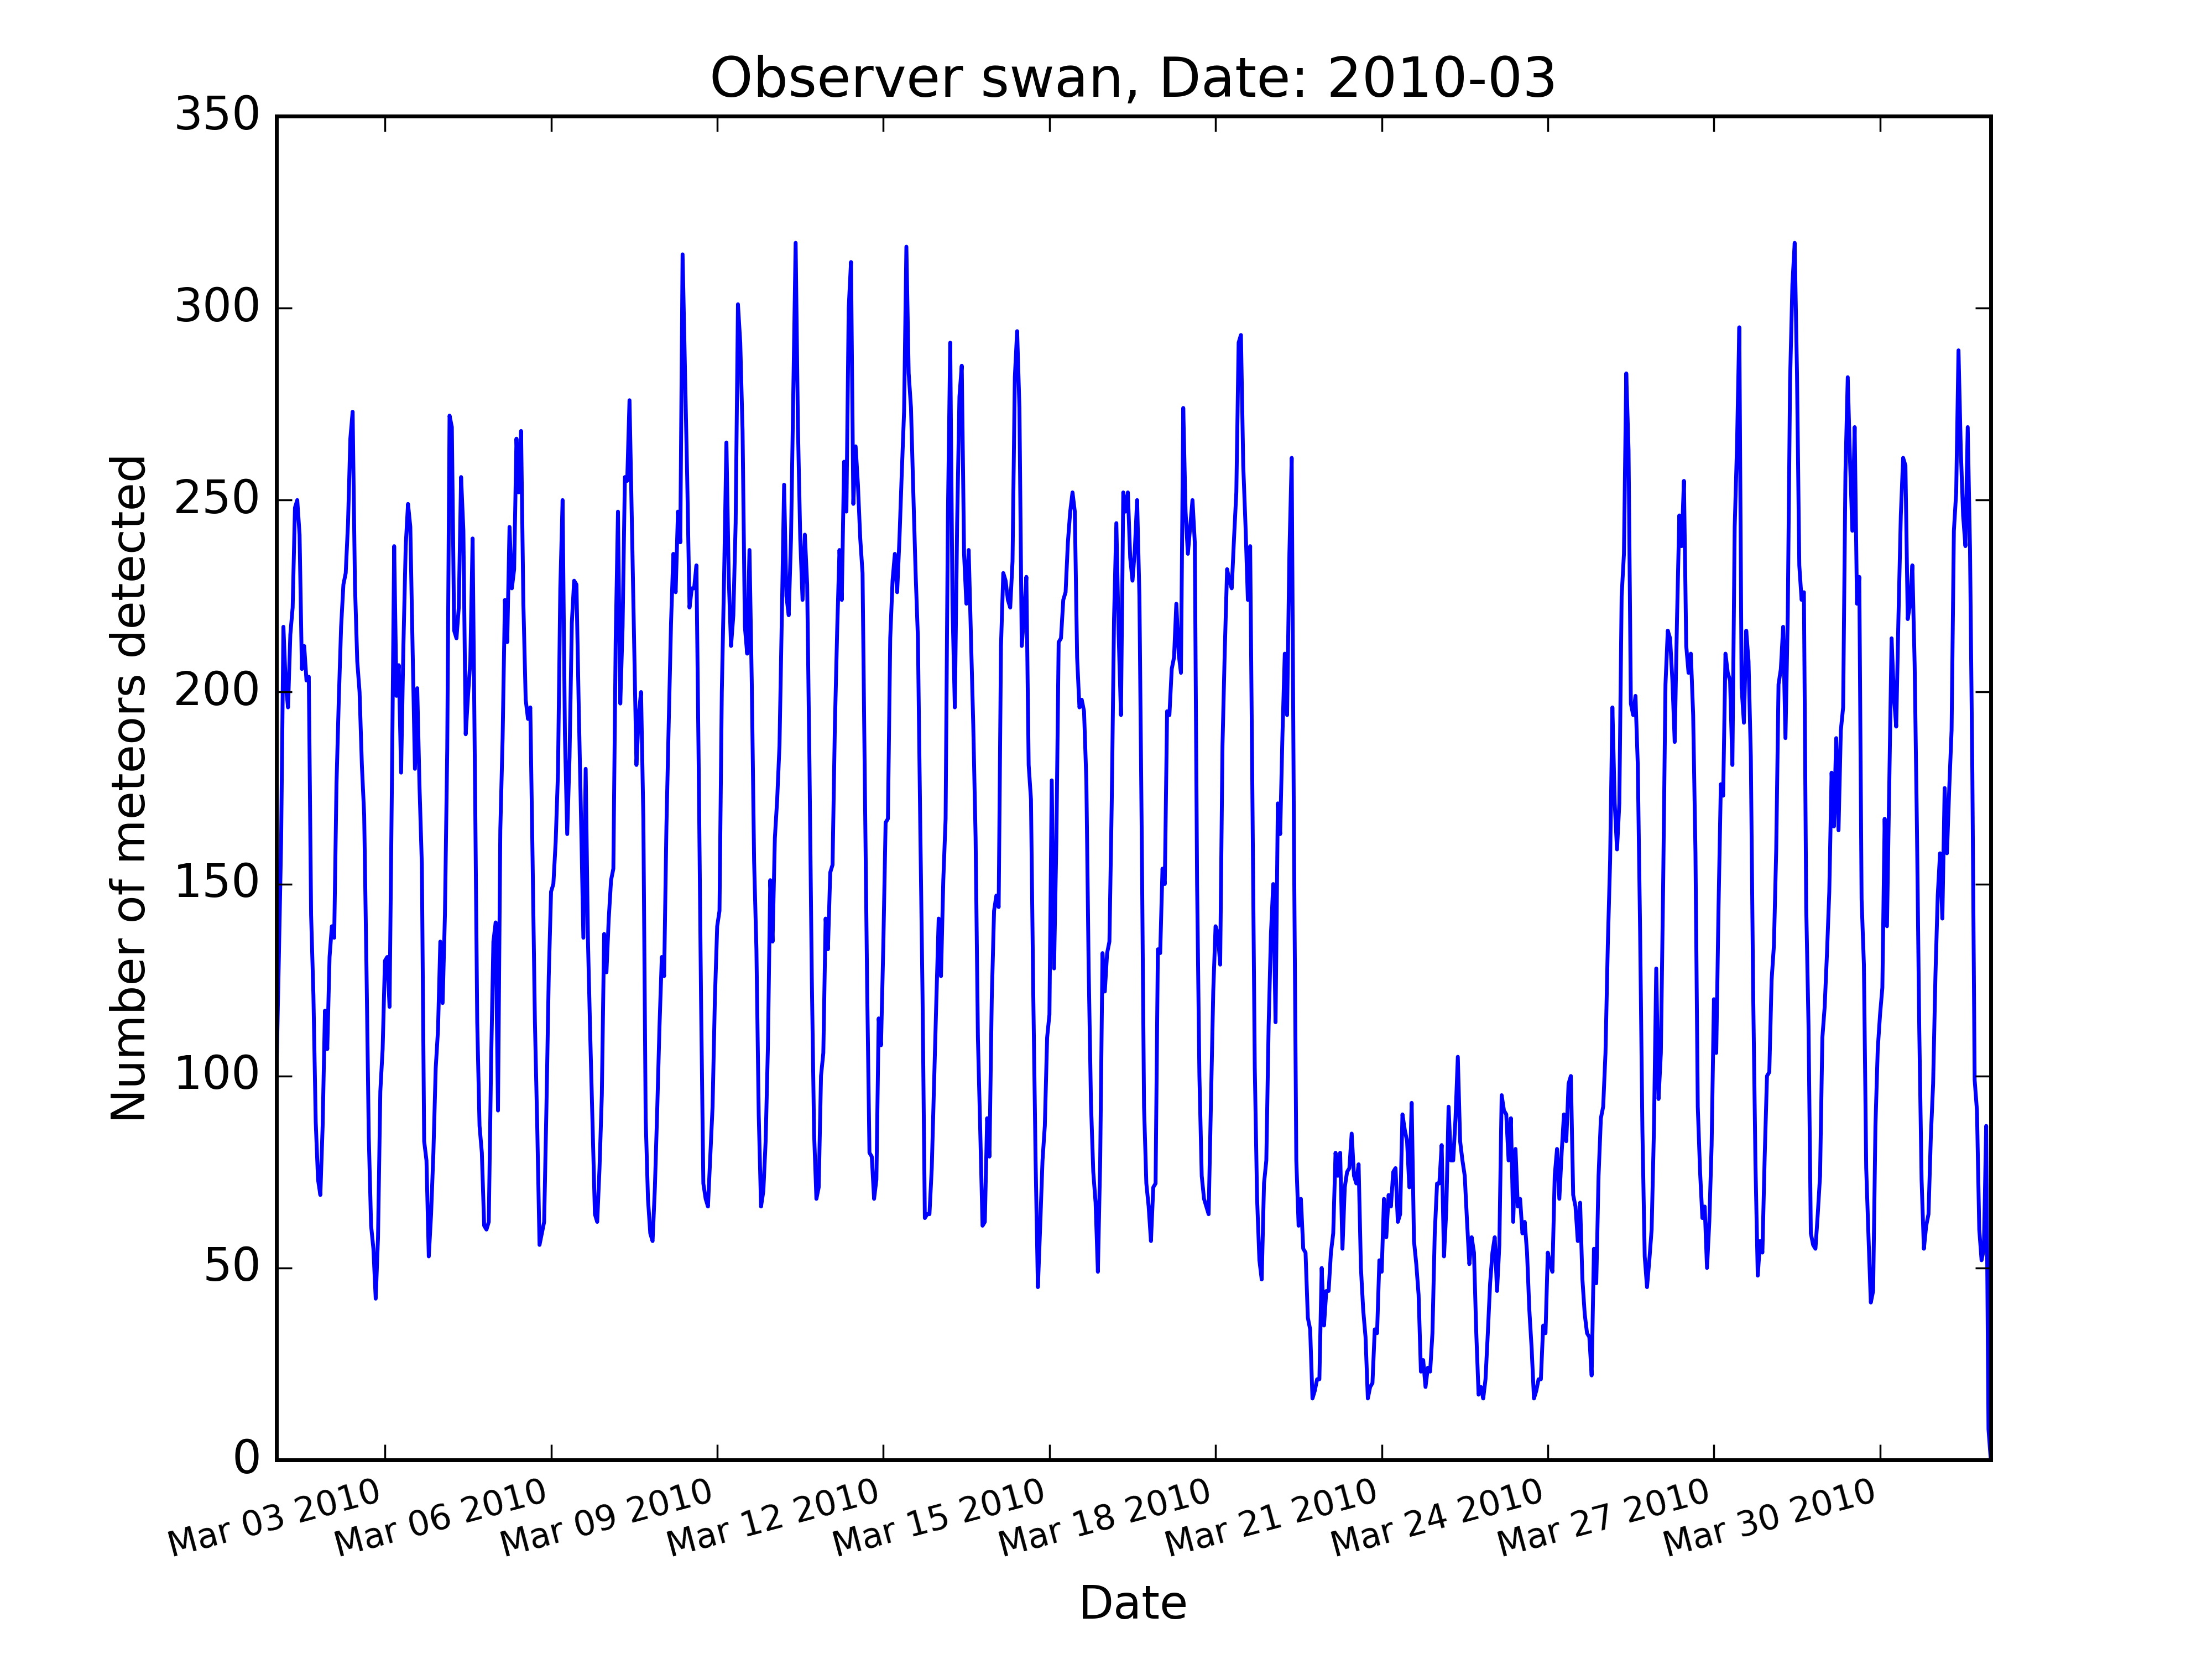 Observer swan, Date: 2010-03
350
300
250
200
150
100
50
0
Number of meteors detected
Mar 03 2010
Mar 06 2010
Mar 09 2010
Mar 12 2010
Mar 15 2010
Mar 18 2010
Mar 21 2010
Mar 24 2010
Mar 27 2010
Mar 30 2010
Date